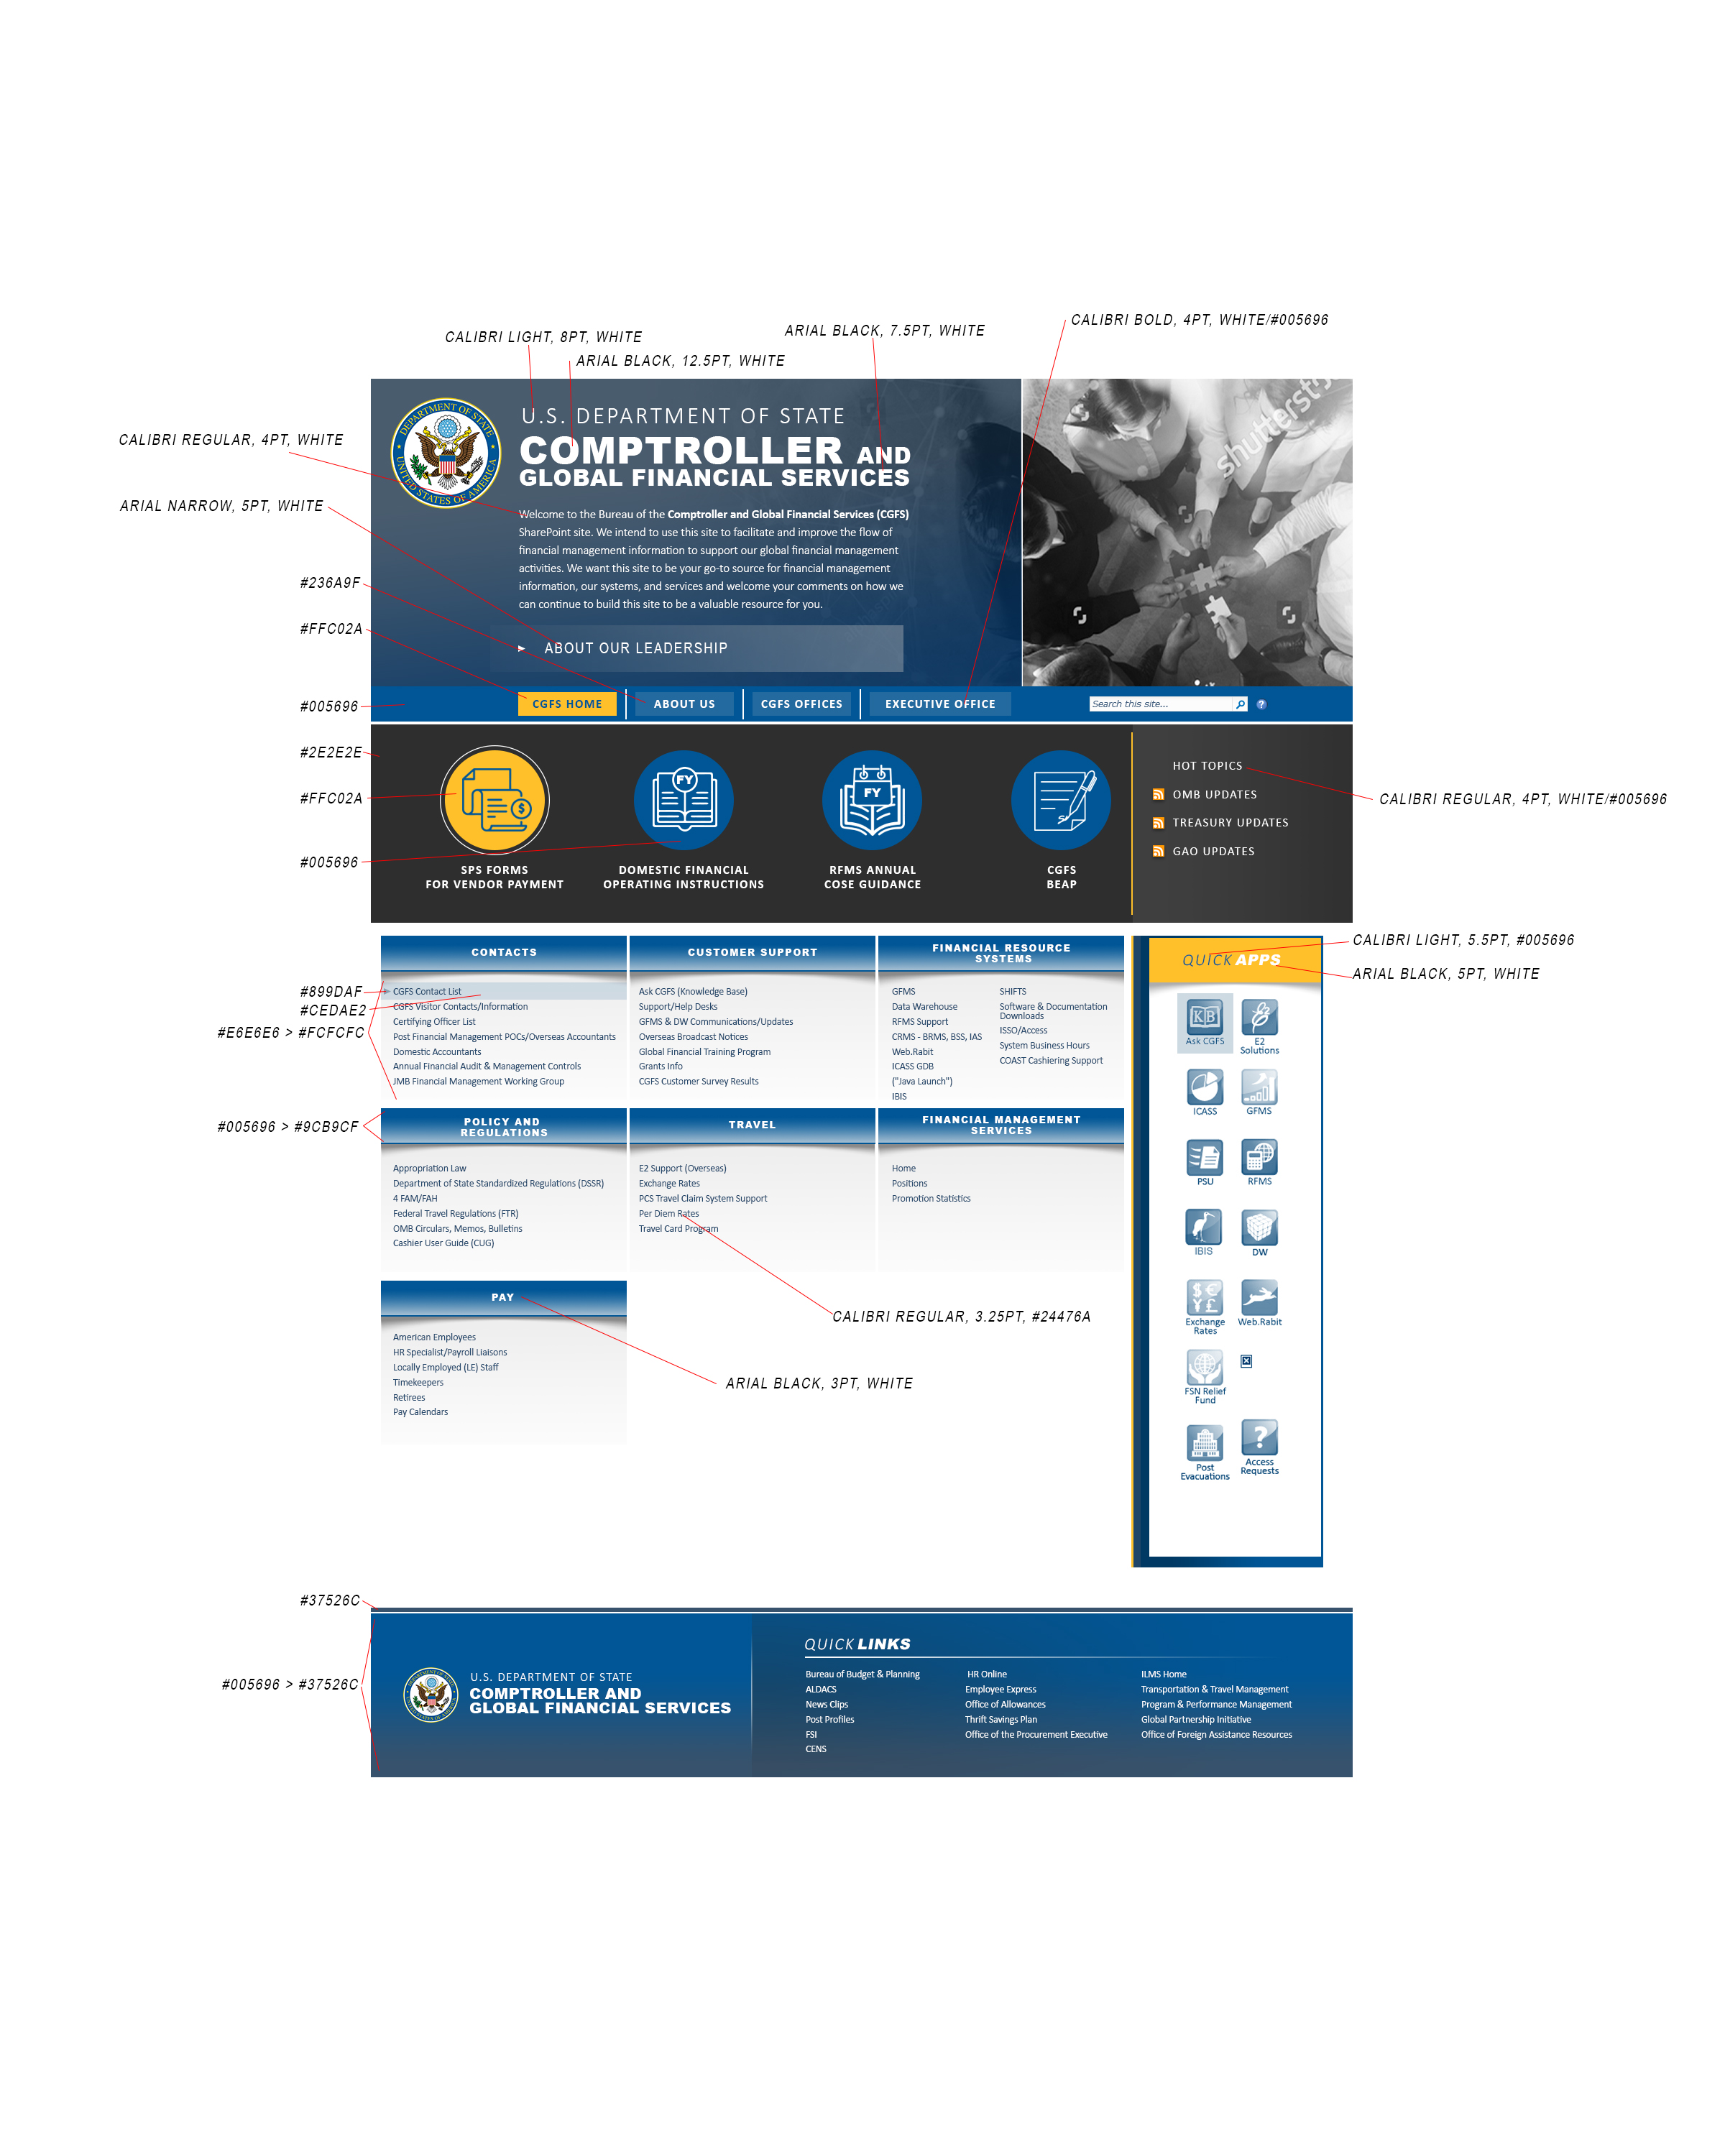 CALIBRI BOLD, 4PT, WHITE/#005696
ARIAL BLACK, 7.5PT, WHITE
CALIBRI LIGHT, 8PT, WHITE
ARIAL BLACK, 12.5PT, WHITE
CALIBRI REGULAR, 4PT, WHITE
ARIAL NARROW, 5PT, WHITE
#236A9F
#FFC02A
#005696
#2E2E2E
#FFC02A
#005696
DEPARTMENT OF STATE
UNITED STATES OF AMERICA
U.S. DEPARTMENT OF STATE
COMPTROLLER AND
GLOBAL FINANCIAL SERVICES
Welcome to the Bureau of the Comptroller and Global Financial Services (CGFS)
SharePoint site. We intend to use this site to facilitate and improve the flow of
financial management information to support our global financial management
activities. We want this site to be your go-to source for financial management
information, our systems, and services and welcome your comments on how we
can continue to build this site to be a valuable resource for you.
ABOUT OUR LEADERSHIP
CGFS HOME
ABOUT US
CGFS OFFICES
EXECUTIVE OFFICE
Search this site...
?
FY
FY
SPS FORMS
FOR VENDOR PAYMENT
DOMESTIC FINANCIAL
OPERATING INSTRUCTIONS
RFMS ANNUAL
COSE GUIDANCE
CGFS
BEAP
HOT TOPICS
OMB UPDATES
TREASURY UPDATES
GAO UPDATES
CALIBRI REGULAR, 4PT, WHITE/#005696
CALIBRI LIGHT, 5.5PT, #005696
ARIAL BLACK, 5PT, WHITE
#899DAF
#CEDAE2
#E6E6E6 > #FCFCFC
#005696 > #9CB9CF
CONTACTS
CGFS Contact List
CGFS Visitor Contacts/Information
Certifying Officer List
Post Financial Management POCs/Overseas Accountants
Domestic Accountants
Annual Financial Audit & Management Controls
JMB Financial Management Working Group
CUSTOMER SUPPORT
Ask CGFS (Knowledge Base)
Support/Help Desks
GFMS & DW Communications/Updates
Overseas Broadcast Notices
Global Financial Training Program
Grants Info
CGFS Customer Survey Results
FINANCIAL RESOURCE
SYSTEMS
GFMS
Data Warehouse
RFMS Support
CRMS - BRMS, BSS, IAS
Web.Rabit
ICASS GDB
("Java Launch")
IBIS
SHIFTS
Software & Documentation
Downloads
ISSO/Access
System Business Hours
COAST Cashiering Support
POLICY AND
REGULATIONS
Appropriation Law
Department of State Standardized Regulations (DSSR)
4 FAM/FAH
Federal Travel Regulations (FTR)
OMB Circulars, Memos, Bulletins
Cashier User Guide (CUG)
TRAVEL
E2 Support (Overseas)
Exchange Rates
PCS Travel Claim System Support
Per Diem Rates
Travel Card Program
FINANCIAL MANAGEMENT
SERVICES
Home
Positions
Promotion Statistics
PAY
American Employees
HR Specialist/Payroll Liaisons
Locally Employed (LE) Staff
Timekeepers
Retirees
Pay Calendars
CALIBRI REGULAR, 3.25PT, #24476A
ARIAL BLACK, 3PT, WHITE
QUICK APPS
KB
Ask CGFS
E2
Solutions
ICASS
GFMS
PSU
RFMS
IBIS
DW
$ €
¥ £
Exchange
Rates
Web.Rabit
FSN Relief
Fund
?
Post
Evacuations
Access
Requests
#37526C
#005696 > #37526C
U.S. DEPARTMENT OF STATE
COMPTROLLER AND
GLOBAL FINANCIAL SERVICES
QUICK LINKS
Bureau of Budget & Planning
ALDACS
News Clips
Post Profiles
FSI
CENS
HR Online
Employee Express
Office of Allowances
Thrift Savings Plan
Office of the Procurement Executive
ILMS Home
Transportation & Travel Management
Program & Performance Management
Global Partnership Initiative
Office of Foreign Assistance Resources